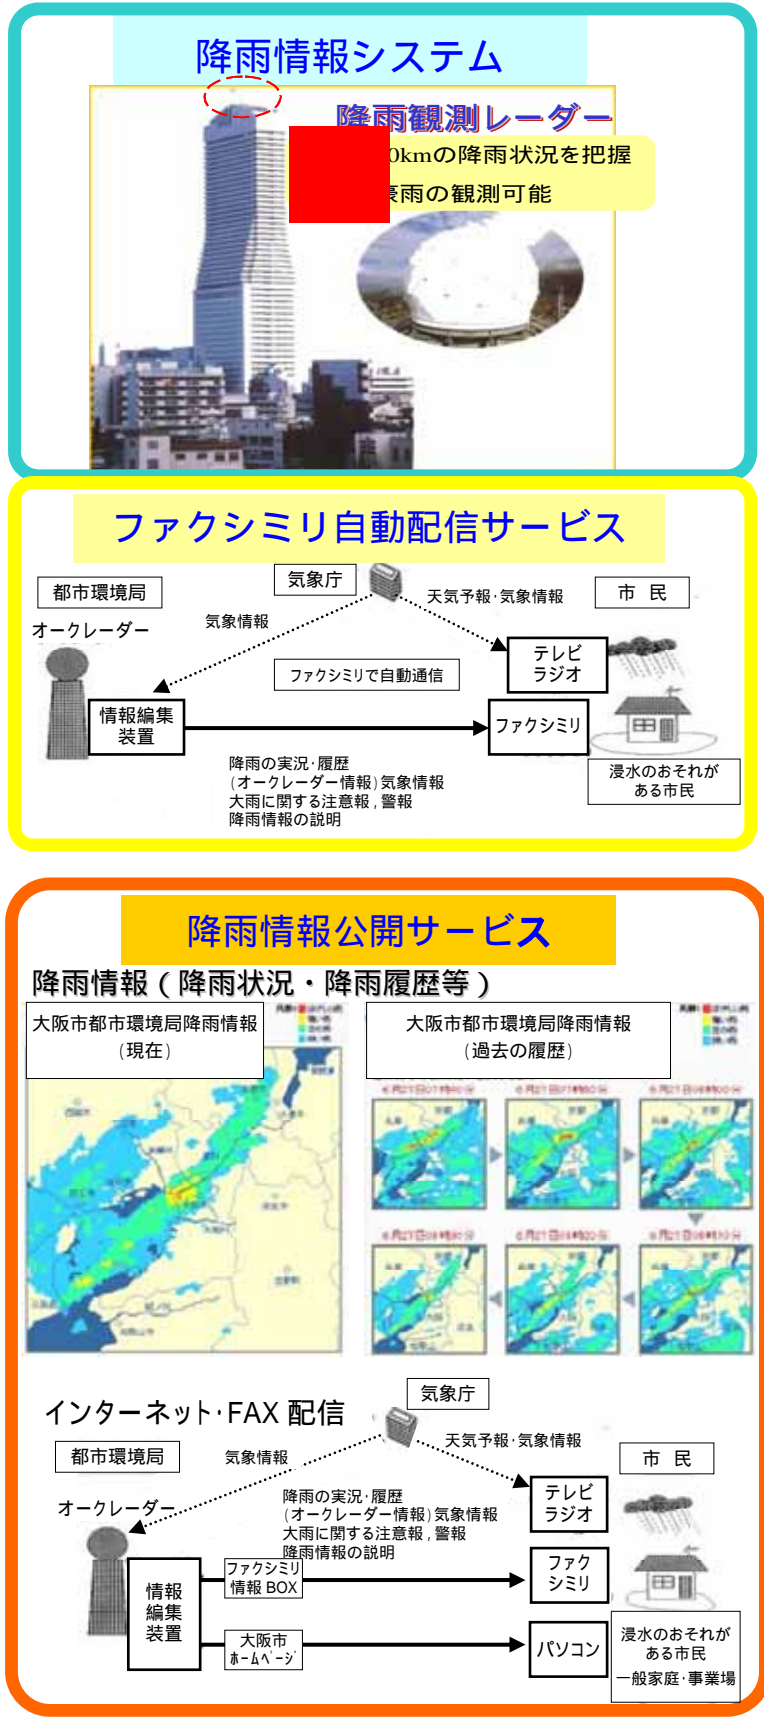 降雨情報システム
降雨観測レーダー
0kmの降雨状況を把握
豪雨の観測可能
ファクシミリ自動配信サービス
気象庁
都市環境局
天気予報･気象情報
市 民
気象情報
オークレーダー
テレビ
ラジオ
ファクシミリで自動通信
情報編集
装置
ファクシミリ
降雨の実況･履歴
(オークレーダー情報)気象情報
大雨に関する注意報,警報
降雨情報の説明
浸水のおそれが
ある市民
降雨情報公開サービス
降雨情報(降雨状況・降雨履歴等)
大阪市都市環境局降雨情報
(現在)
大阪市都市環境局降雨情報
(過去の履歴)
インターネット･FAX 配信
気象庁
都市環境局
気象情報
天気予報･気象情報
市 民
オークレーダー
降雨の実況･履歴
(オークレーダー情報)気象情報
大雨に関する注意報,警報
降雨情報の説明
テレビ
ラジオ
ファクシミリ
情報 BOX
ファク
シミリ
情報
編集
装置
大阪市
ホームページ
パソコン
浸水のおそれが
ある市民
一般家庭･事業場